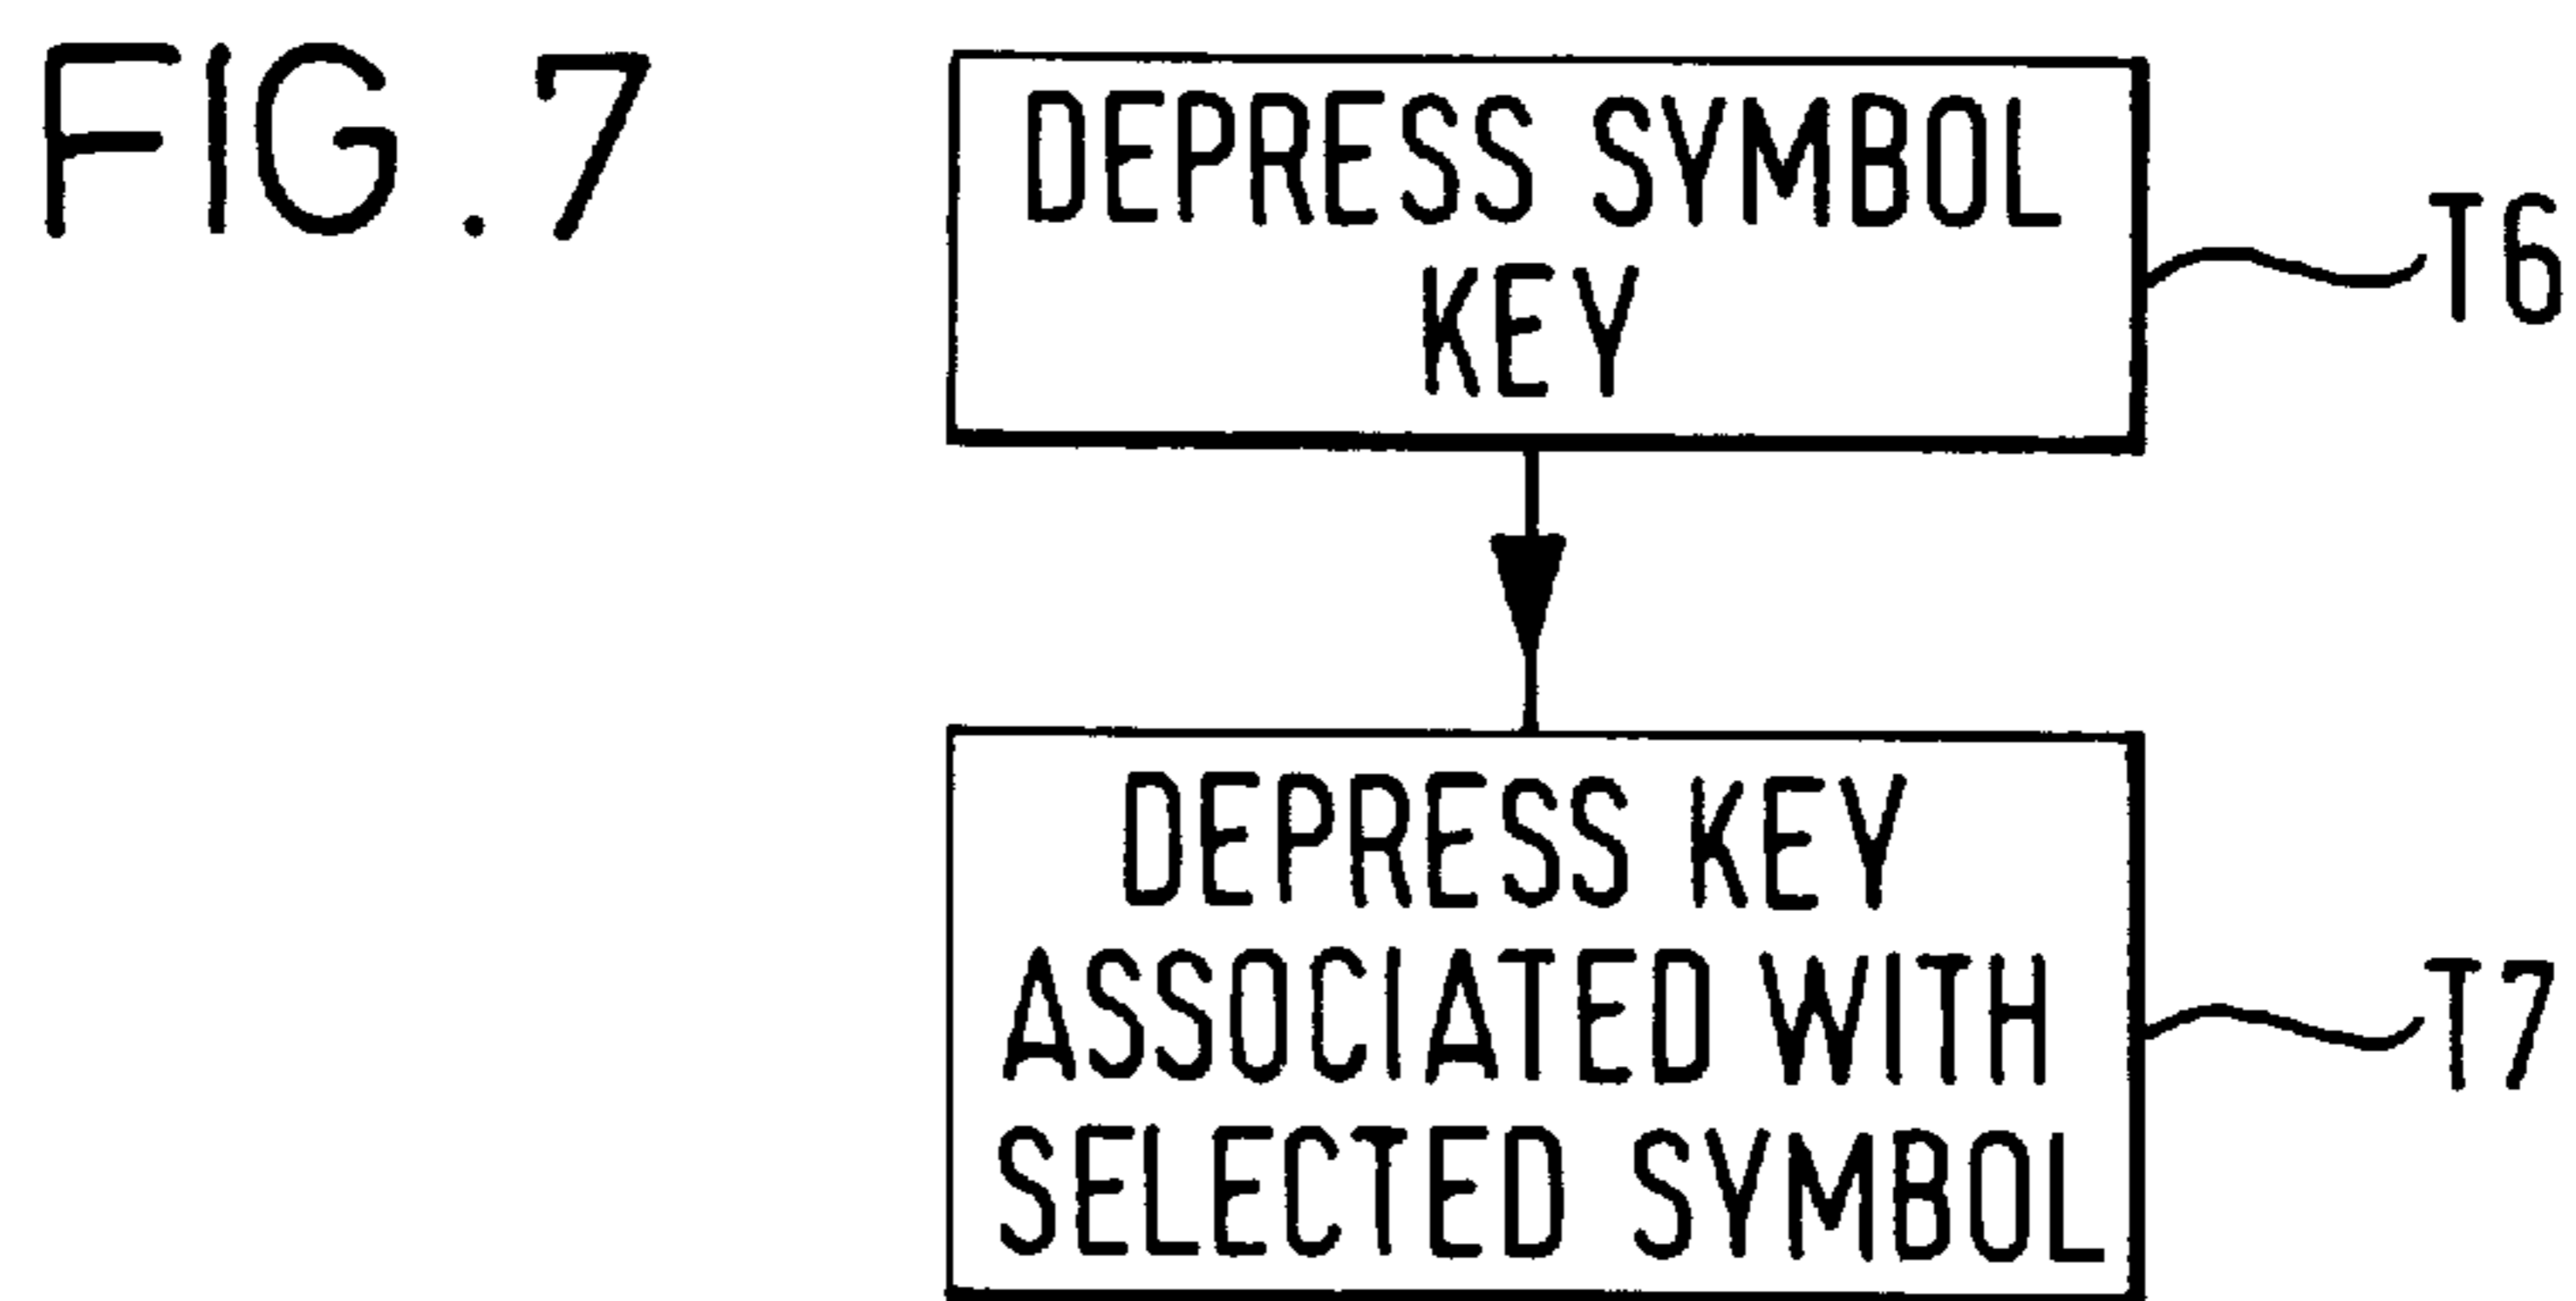 FIG. 7
DEPRESS SYMBOL
KEY
T6
DEPRESS KEY
ASSOCIATED WITH
SELECTED SYMBOL
T7